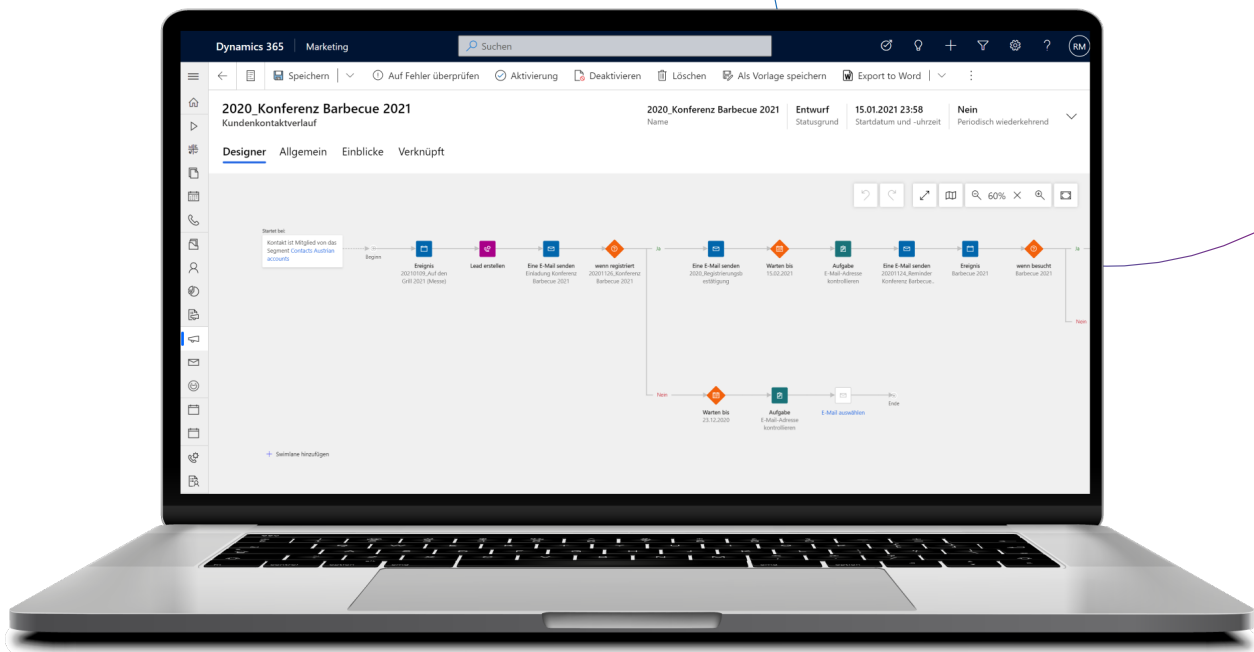 Dynamics 365 Marketing Suchen RM
Speichern Auf Fehler überprüfen Aktivierung Deaktivieren Löschen Als Vorlage speichern Export to Word
2020_Konferenz Barbecue 2021
Kundenkontaktverlauf
2020_Konferenz Barbecue 2021 Entwurf 15.01.2021 23:58 Nein
Name Statusgrund Startdatum und -uhrzeit Periodisch wiederkehrend
Designer Allgemein Einblicke Verknüpft
60%
Startet bei:
Kontakt ist Mitglied von das
Segment Contacts Austrian
accounts
Beginn
Ereignis
20210109_Auf den
Grill 2021 (Messe)
Lead erstellen
Eine E-Mail senden
Einladung Konferenz
Barbecue 2021
wenn registriert
20201126_Konferenz
Barbecue 2021
Ja
Eine E-Mail senden
2020_Registrierungsb
estätigung
Warten bis
15.02.2021
Aufgabe
E-Mail-Adresse
kontrollieren
Eine E-Mail senden
20201124_Reminder
Konferenz Barbecue..
Ereignis
Barbecue 2021
wenn besucht
Barbecue 2021
Ja
Nein
Nein
Warten bis
23.12.2020
Aufgabe
E-Mail-Adresse
kontrollieren
E-Mail auswählen
Ende
+ Swimlane hinzufügen